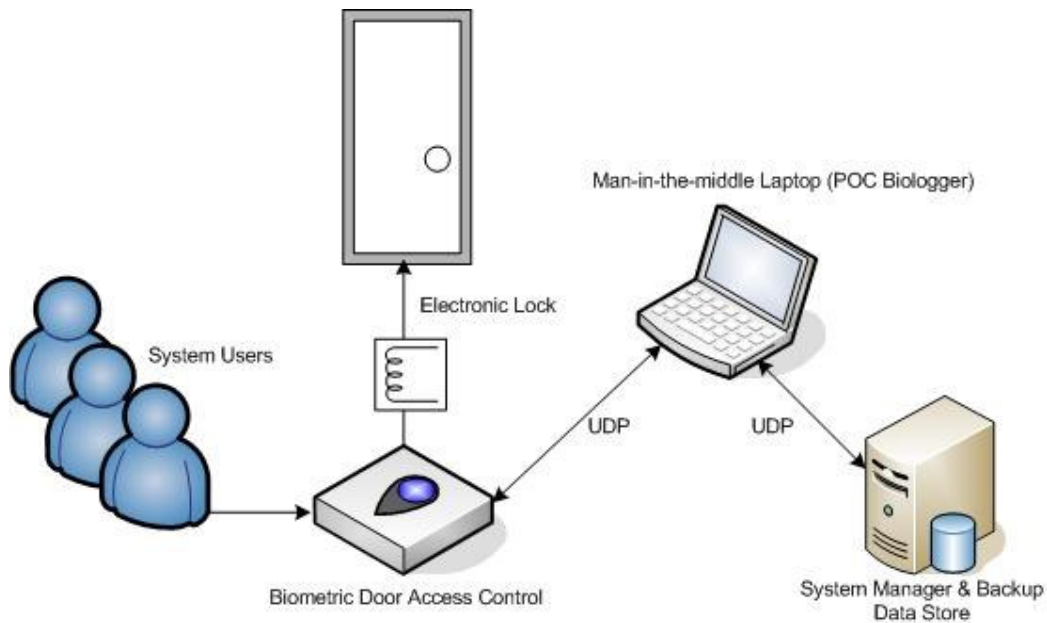 Man-in-the-middle Laptop (POC Biologger)
Electronic Lock
System Users
UDP
UDP
Biometric Door Access Control
System Manager & Backup
Data Store